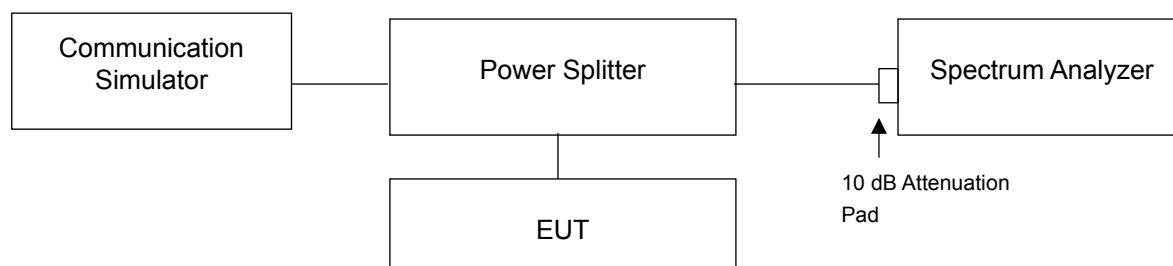 Communication
Simulator
Power Splitter
Spectrum Analyzer
10 dB Attenuation
Pad
EUT